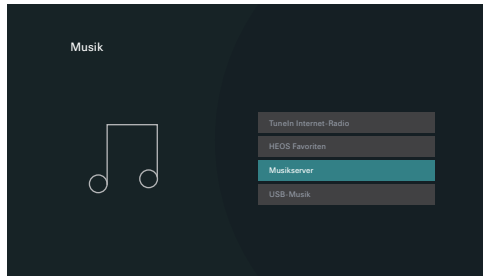 Musik
TuneIn Internet-Radio
HEOS Favoriten
Musikserver
USB-Musik